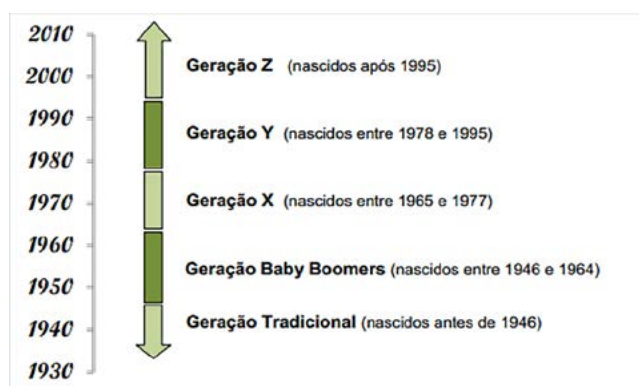 2010
Geração Z (nascidos após 1995)
2000
1990
Geração Y (nascidos entre 1978 e 1995)
1980
Geração X (nascidos entre 1965 e 1977)
1970
1960
Geração Baby Boomers (nascidos entre 1946 e 1964)
1950
Geração Tradicional (nascidos antes de 1946)
1940
1930